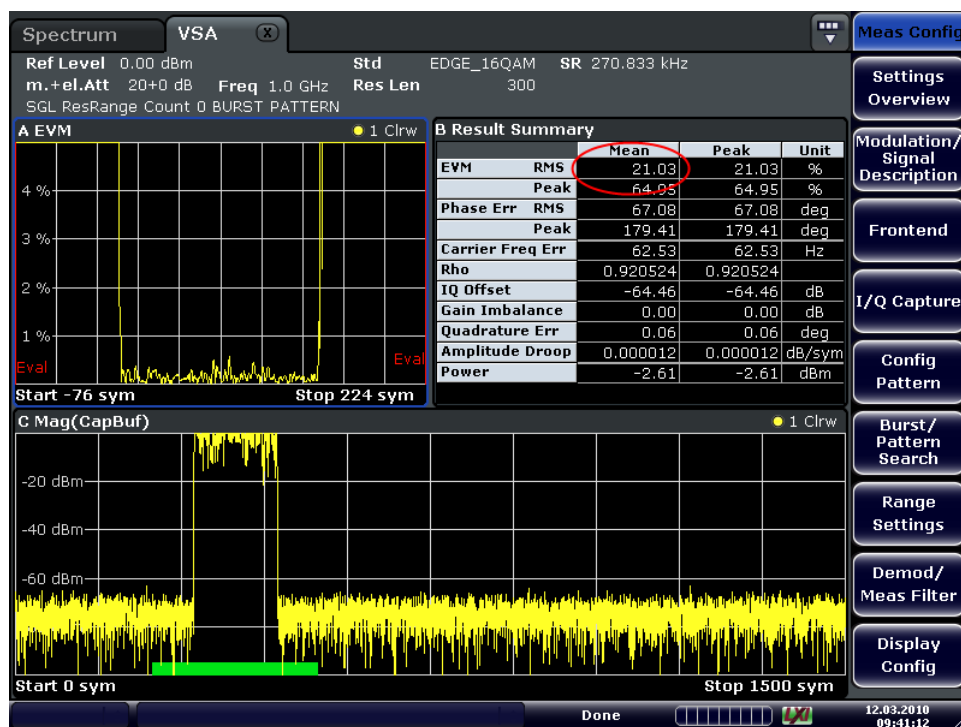 Spectrum VSA X Meas Config
Ref Level 0.00 dBm Std EDGE_16QAM SR 270.833 kHz
m.+el.Att 20+0 dB Freq 1.0 GHz Res Len 300
SGL ResRange Count 0 BURST PATTERN
Settings
Overview
Modulation/
Signal
Description
Frontend
I/Q Capture
Config
Pattern
Burst/
Pattern
Search
Range
Settings
Demod/
Meas Filter
Display
Config
A EVM 1 Clrw
4 %
3 %
2 %
1 %
Eval Eval
Start -76 sym Stop 224 sym
B Result Summary
Mean Peak Unit
EVM RMS 21.03 21.03 %
Peak 64.95 64.95 %
Phase Err RMS 67.08 67.08 deg
Peak 179.41 179.41 deg
Carrier Freq Err 62.53 62.53 Hz
Rho 0.920524 0.920524
IQ Offset -64.46 -64.46 dB
Gain Imbalance 0.00 0.00 dB
Quadrature Err 0.06 0.06 deg
Amplitude Droop 0.000012 0.000012 dB/sym
Power -2.61 -2.61 dBm
C Mag(CapBuf) 1 Clrw
-20 dBm
-40 dBm
-60 dBm
Start 0 sym Stop 1500 sym
Done LXI 12.03.2010
09:41:12